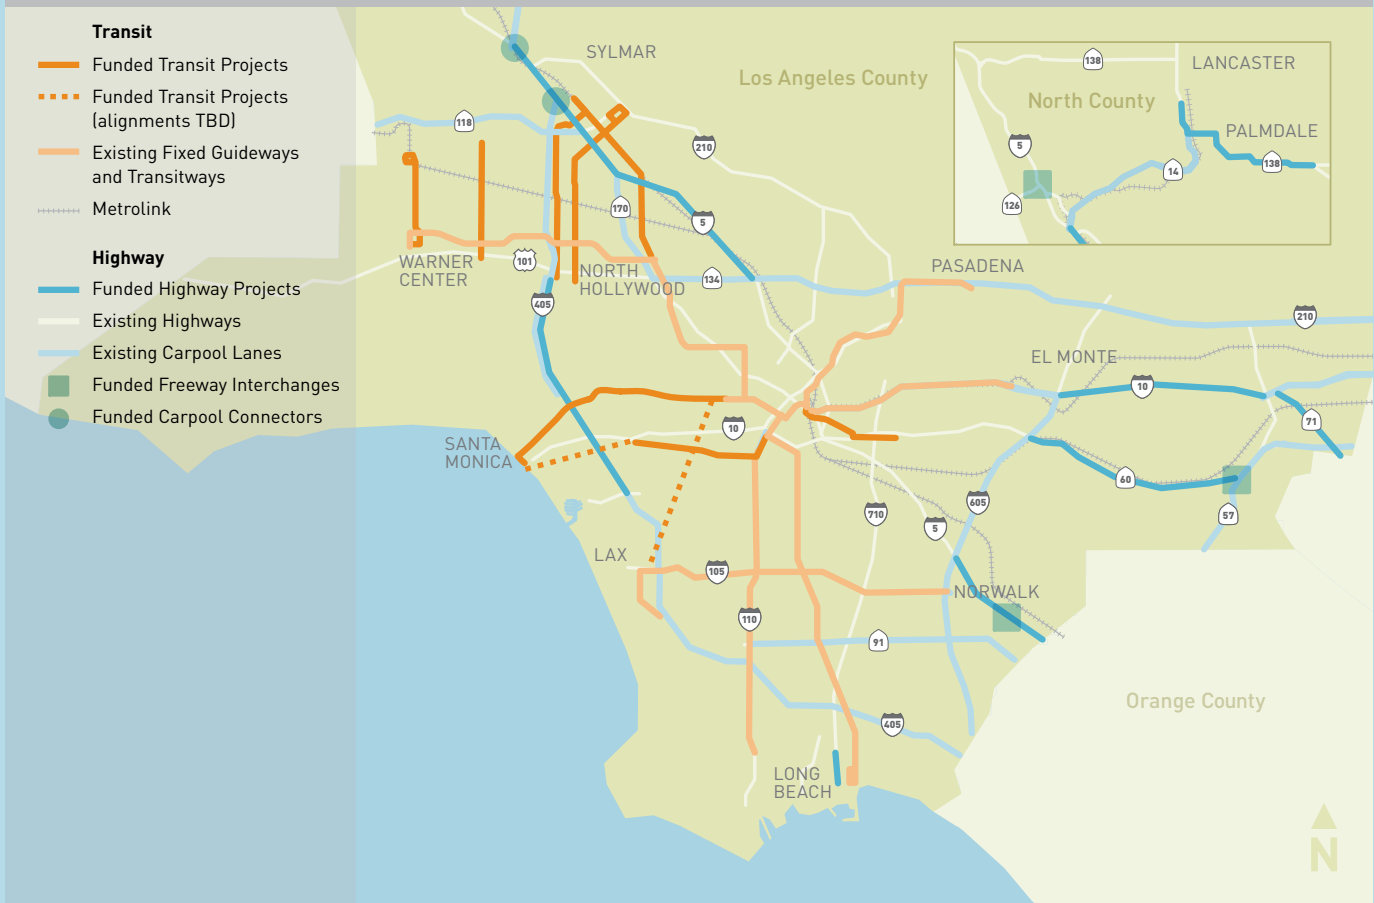 Transit
Funded Transit Projects
Funded Transit Projects
(alignments TBD)
Existing Fixed Guideways
and Transitways
Metrolink
Highway
Funded Highway Projects
Existing Highways
Existing Carpool Lanes
Funded Freeway Interchanges
Funded Carpool Connectors
SYLMAR
Los Angeles County
138
LANCASTER
North County
PALMDALE
5
14
138
126
118
210
170
5
WARNER
CENTER
101
NORTH
HOLLYWOOD
134
PASADENA
405
210
EL MONTE
10
71
10
SANTA
MONICA
60
605
710
5
57
LAX
105
NORWALK
110
91
Orange County
405
LONG
BEACH
N